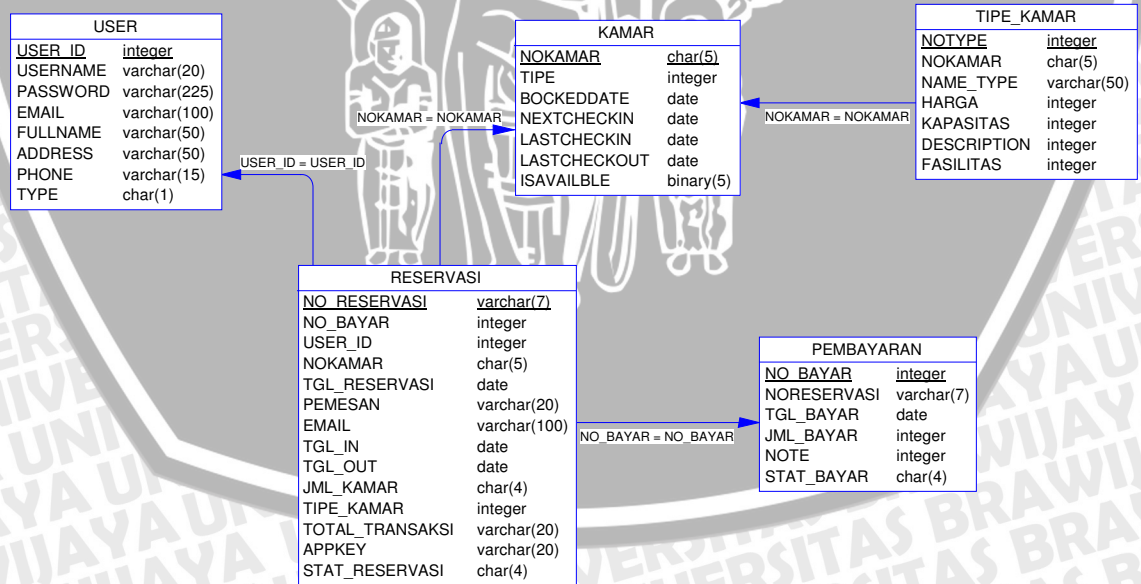 USER
USER_ID integer
USERNAME varchar(20)
PASSWORD varchar(225)
EMAIL varchar(100)
FULLNAME varchar(50)
ADDRESS varchar(50)
PHONE varchar(15)
TYPE char(1)
KAMAR
NOKAMAR char(5)
TIPE integer
BOCKEDDATE date
NEXTCHECKIN date
LASTCHECKIN date
LASTCHECKOUT date
ISAVAILBLE binary(5)
TIPE_KAMAR
NOTYPE integer
NOKAMAR char(5)
NAME_TYPE varchar(50)
HARGA integer
KAPASITAS integer
DESCRIPTION integer
FASILITAS integer
NOKAMAR = NOKAMAR
NOKAMAR = NOKAMAR
USER_ID = USER_ID
RESERVASI
NO_RESERVASI varchar(7)
NO_BAYAR integer
USER_ID integer
NOKAMAR char(5)
TGL_RESERVASI date
PEMESAN varchar(20)
EMAIL varchar(100)
TGL_IN date
TGL_OUT date
JML_KAMAR char(4)
TIPE_KAMAR integer
TOTAL_TRANSAKSI varchar(20)
APPKEY varchar(20)
STAT_RESERVASI char(4)
NO_BAYAR = NO_BAYAR
PEMBAYARAN
NO_BAYAR integer
NORESERVASI varchar(7)
TGL_BAYAR date
JML_BAYAR integer
NOTE integer
STAT_BAYAR char(4)